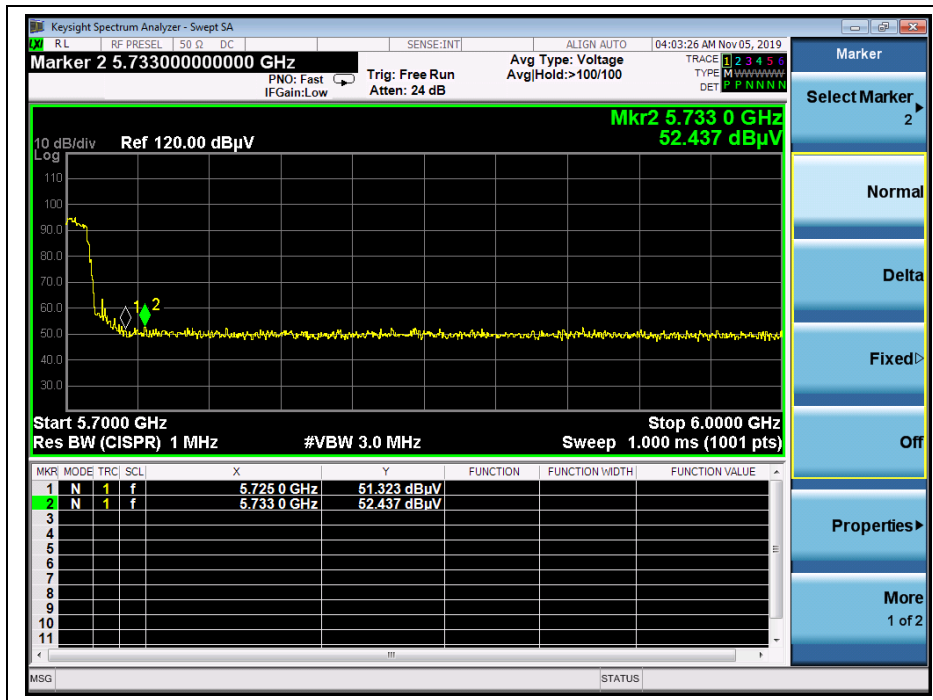 Keysight Spectrum Analyzer - Swept SA
LXI RL RF PRESEL 50 Ω DC SENSE:INT ALIGN AUTO 04:03:26 AM Nov 05, 2019
Marker 2 5.733000000000 GHz
PNO: Fast
IFGain:Low
Trig: Free Run
Atten: 24 dB
Avg Type: Voltage
Avg|Hold:>100/100
TRACE 1 2 3 4 5 6
TYPE M WWWWW
DET P P N N N N
Mkr2 5.733 0 GHz
52.437 dBµV
10 dB/div Ref 120.00 dBµV
Log
110
100
90.0
80.0
70.0
60.0
50.0
40.0
30.0
1 2
Start 5.7000 GHz Stop 6.0000 GHz
Res BW (CISPR) 1 MHz #VBW 3.0 MHz Sweep 1.000 ms (1001 pts)
MKR MODE TRC SCL X Y FUNCTION FUNCTION WIDTH FUNCTION VALUE
1 N 1 f 5.725 0 GHz 51.323 dBµV
2 N 1 f 5.733 0 GHz 52.437 dBµV
3
4
5
6
7
8
9
10
11
MSG STATUS
Marker
Select Marker
2
Normal
Delta
Fixed
Off
Properties
More
1 of 2